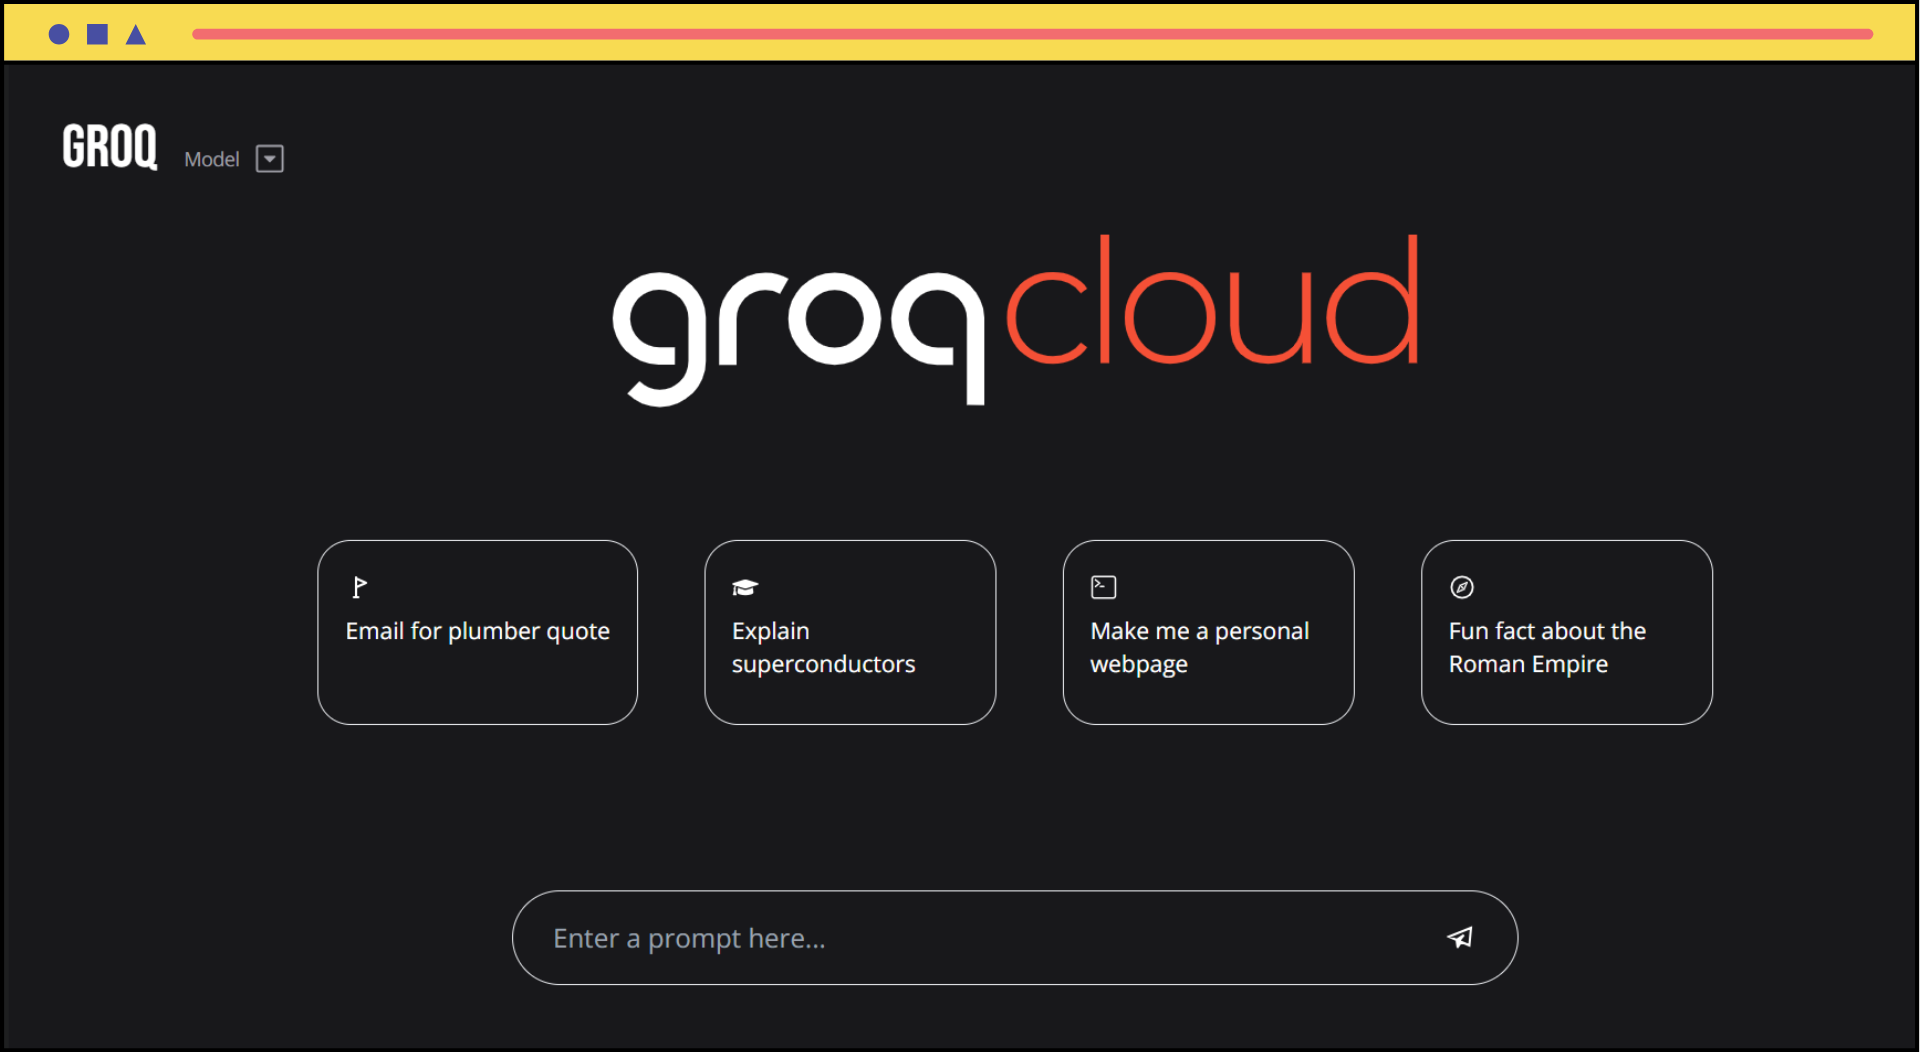 GROQ Model
groqcloud
Email for plumber quote
Explain
superconductors
Make me a personal
webpage
Fun fact about the
Roman Empire
Enter a prompt here...